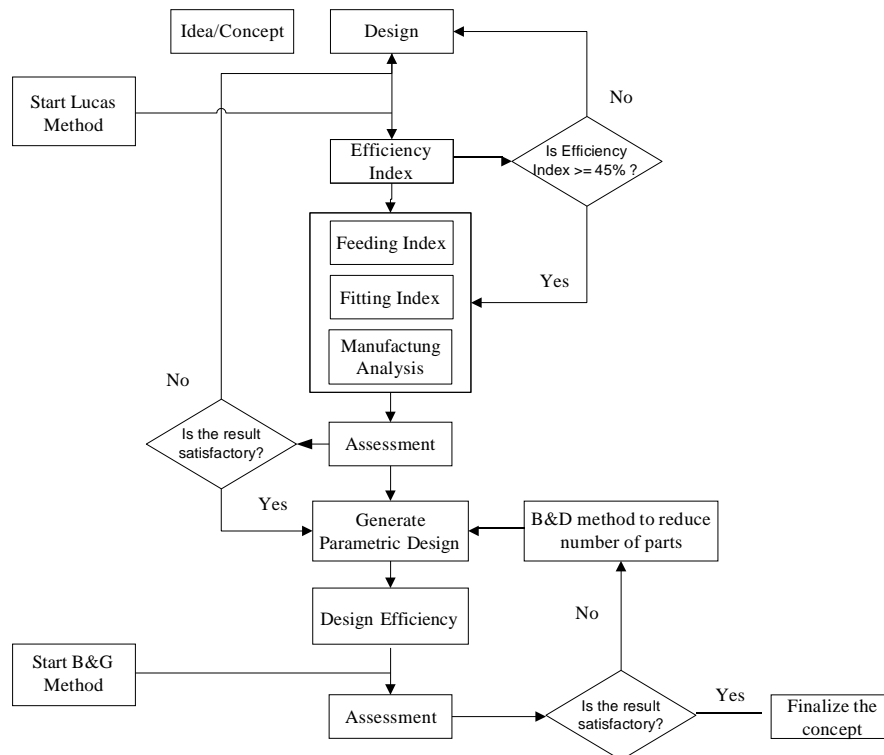 Idea/Concept
Design
No
Start Lucas
Method
Efficiency
Index
Is Efficiency
Index >= 45% ?
Feeding Index
Yes
Fitting Index
Manufactung
Analysis
No
Is the result
satisfactory?
Assessment
Yes
Generate
Parametric Design
B&D method to reduce
number of parts
Design Efficiency
No
Start B&G
Method
Assessment
Is the result
satisfactory?
Yes
Finalize the
concept